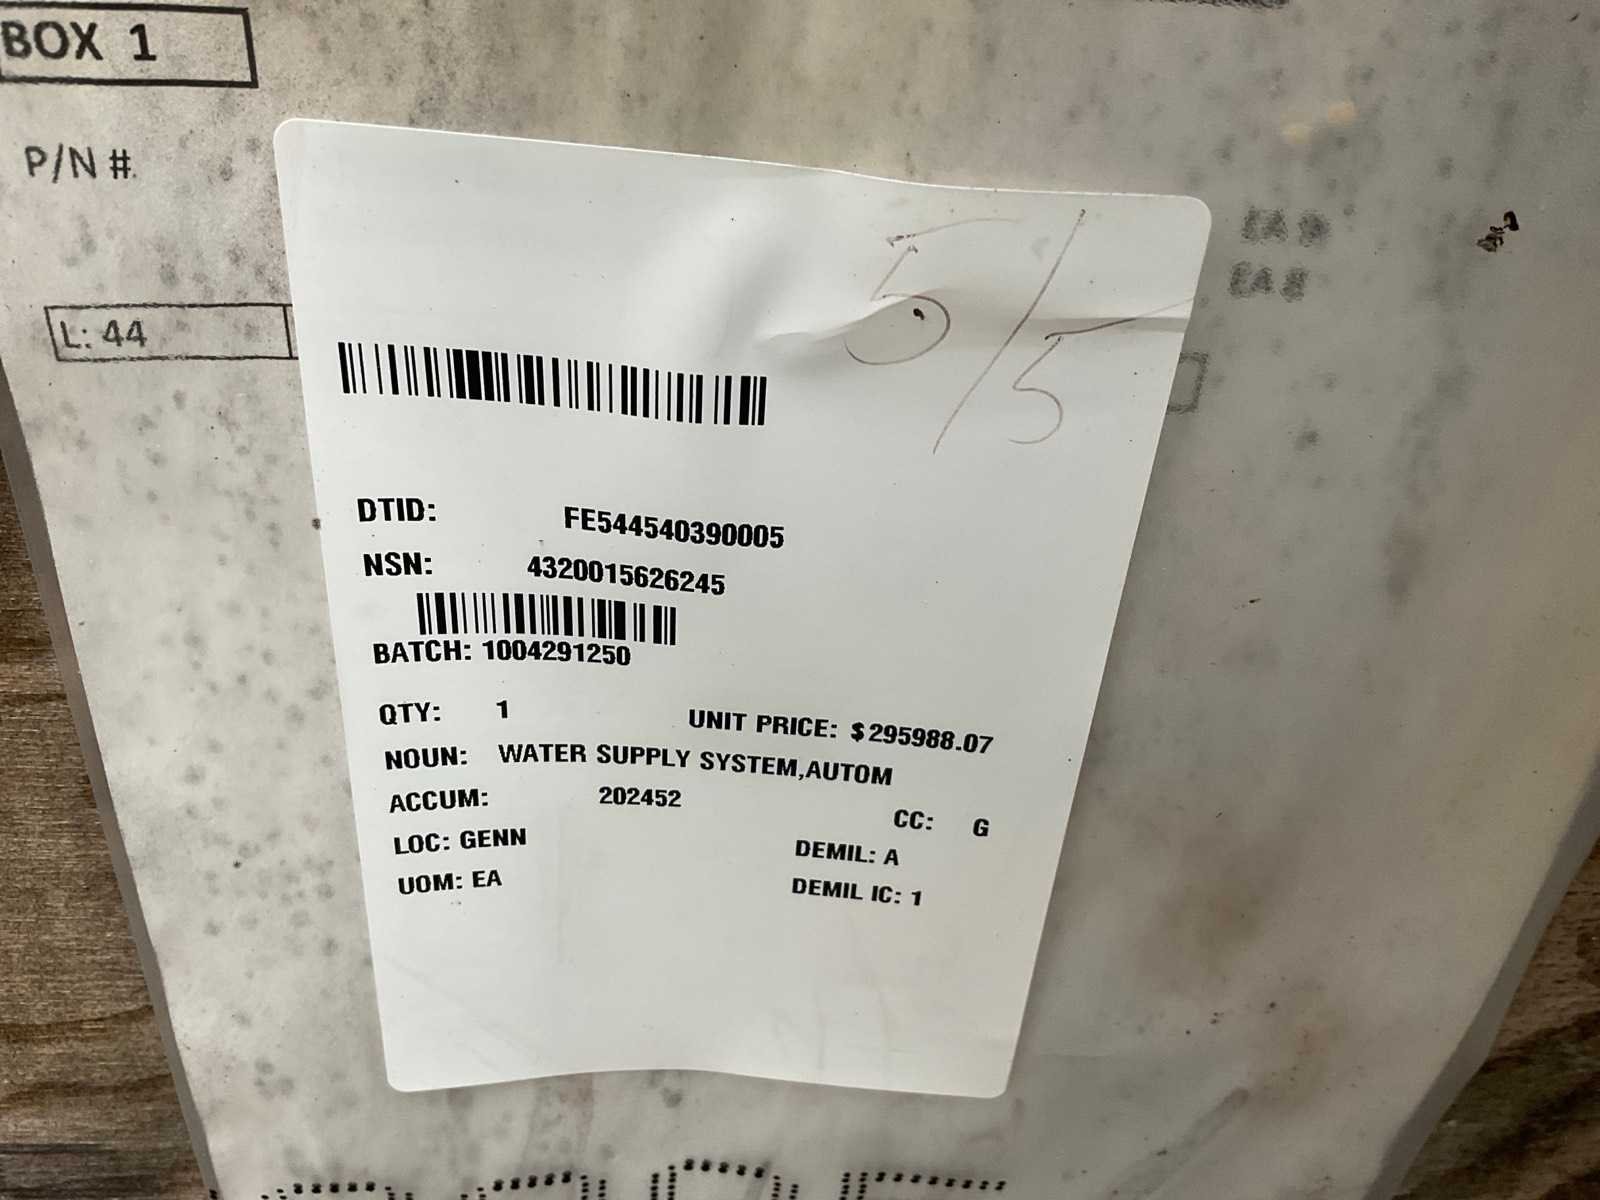 BOX 1
P/N #.
5/5
L: 44
DTID: FE544540390005
NSN: 4320015626245
BATCH: 1004291250
QTY: 1 UNIT PRICE: $295988.07
NOUN: WATER SUPPLY SYSTEM,AUTOM
ACCUM: 202452
CC: G
LOC: GENN
DEMIL: A
UOM: EA
DEMIL IC: 1